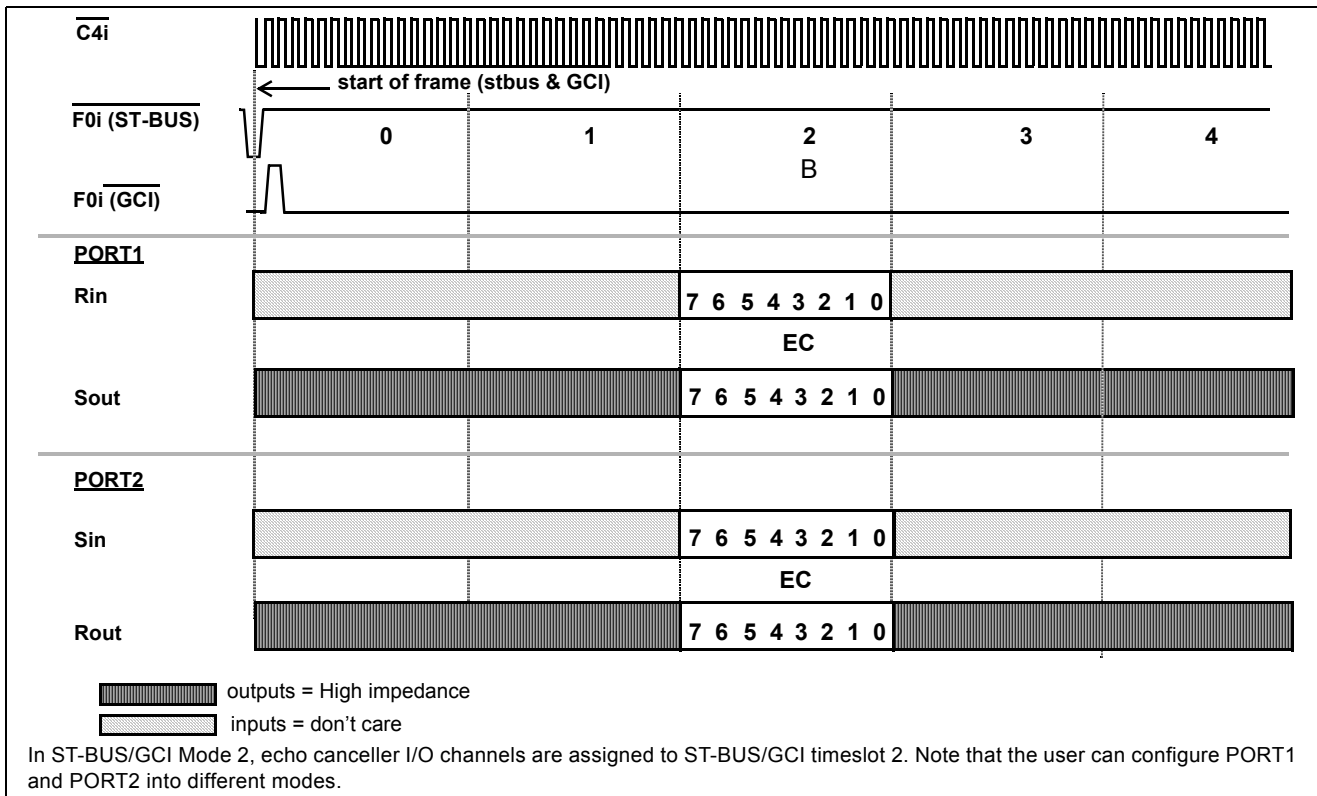 C4i
start of frame (stbus & GCI)
F0i (ST-BUS)
0 1 2 3 4
B
F0i (GCI)
PORT1
Rin
7 6 5 4 3 2 1 0
EC
Sout
7 6 5 4 3 2 1 0
PORT2
Sin
7 6 5 4 3 2 1 0
EC
Rout
7 6 5 4 3 2 1 0
outputs = High impedance
inputs = don't care
In ST-BUS/GCI Mode 2, echo canceller I/O channels are assigned to ST-BUS/GCI timeslot 2. Note that the user can configure PORT1
and PORT2 into different modes.